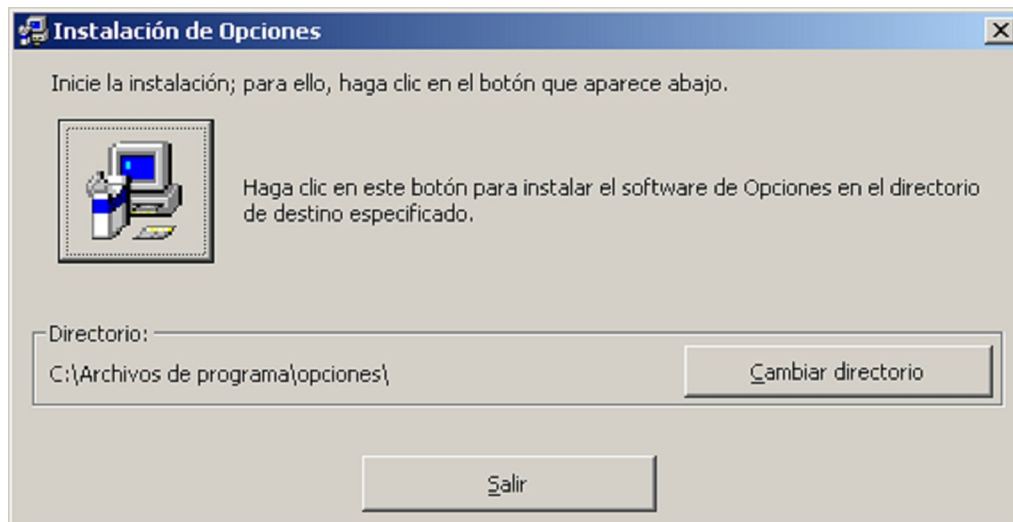 Instalación de Opciones
Inicie la instalación; para ello, haga clic en el botón que aparece abajo.
Haga clic en este botón para instalar el software de Opciones en el directorio
de destino especificado.
Directorio:
C:\Archivos de programa\opciones\
Cambiar directorio
Salir